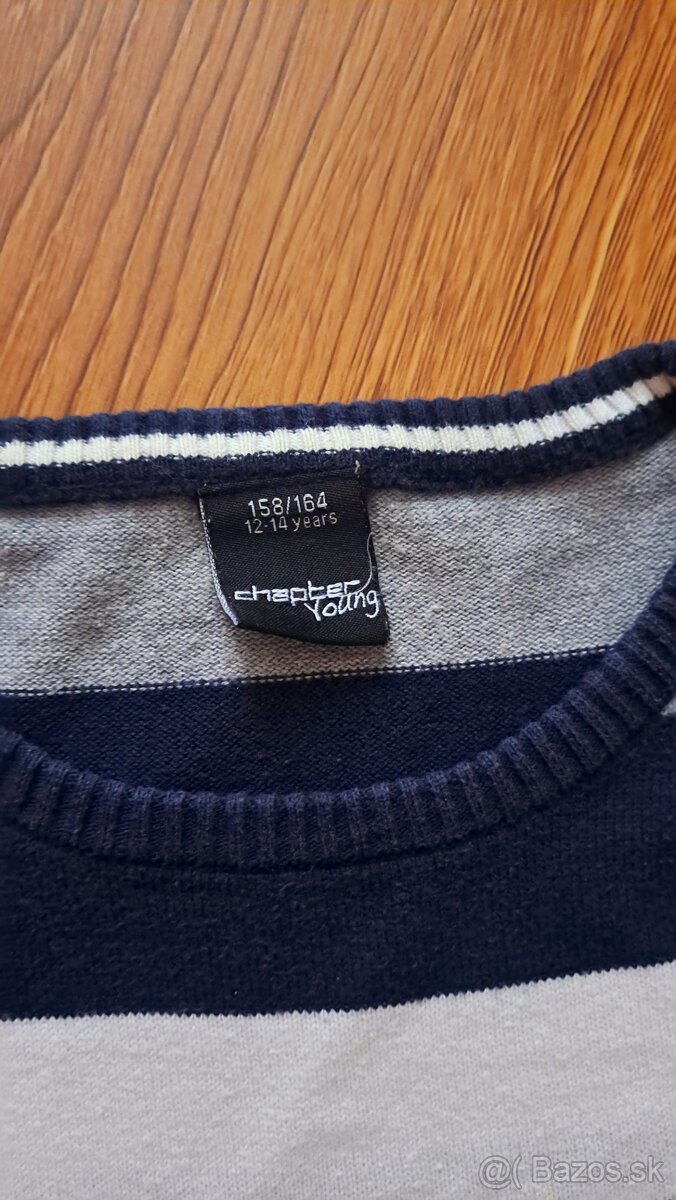 158/164
12-14 years
chapter
Young
@( Bazos.sk